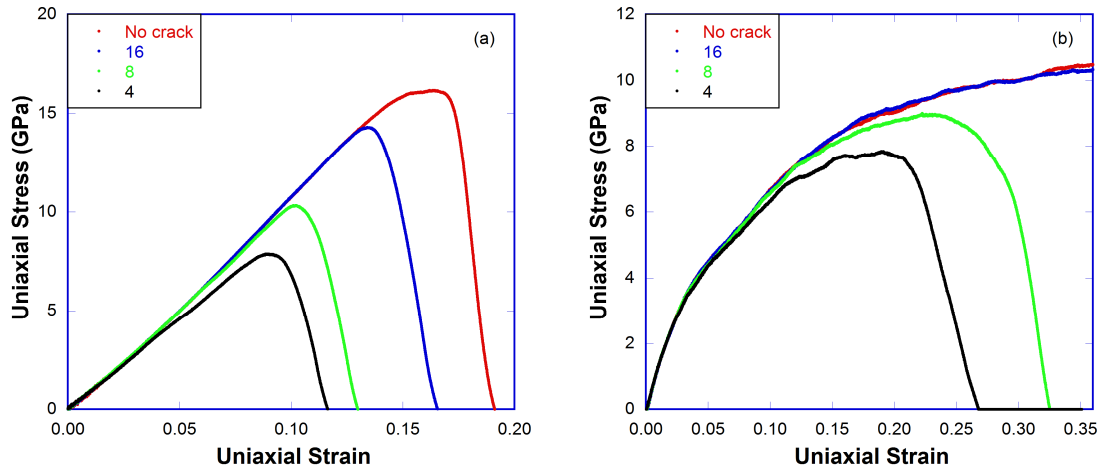 No crack
16
8
4
(a)
20
15
10
5
0
0.00 0.05 0.10 0.15 0.20
Uniaxial Strain
Uniaxial Stress (GPa)
No crack
16
8
4
(b)
12
10
8
6
4
2
0
0.00 0.05 0.10 0.15 0.20 0.25 0.30 0.35
Uniaxial Strain
Uniaxial Stress (GPa)